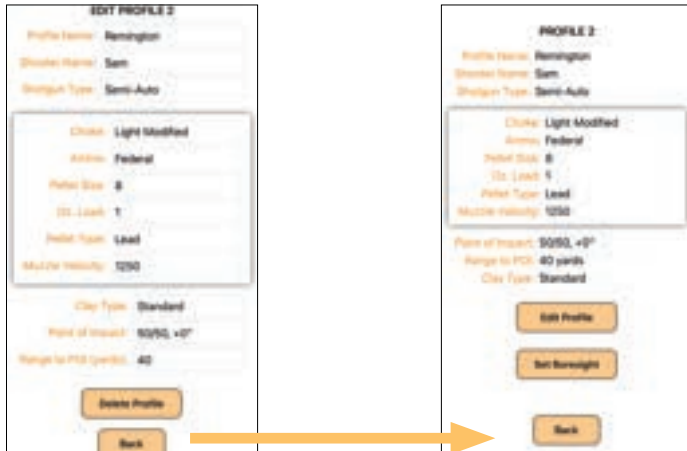 EDIT PROFILE 2
Profile Name: Remington
Shooter Name: Sam
Shotgun Type: Semi-Auto
Choke: Light Modified
Ammo: Federal
Pellet Size: 8
Oz. Load: 1
Pellet Type: Lead
Muzzle Velocity: 1250
Clay Type: Standard
Point of Impact: 50/50, +0"
Range to POI (yards): 40
Delete Profile
Back
PROFILE 2
Profile Name: Remington
Shooter Name: Sam
Shotgun Type: Semi-Auto
Choke: Light Modified
Ammo: Federal
Pellet Size: 8
Oz. Load: 1
Pellet Type: Lead
Muzzle Velocity: 1250
Point of Impact: 50/50, +0"
Range to POI: 40 yards
Clay Type: Standard
Edit Profile
Set Boresight
Back